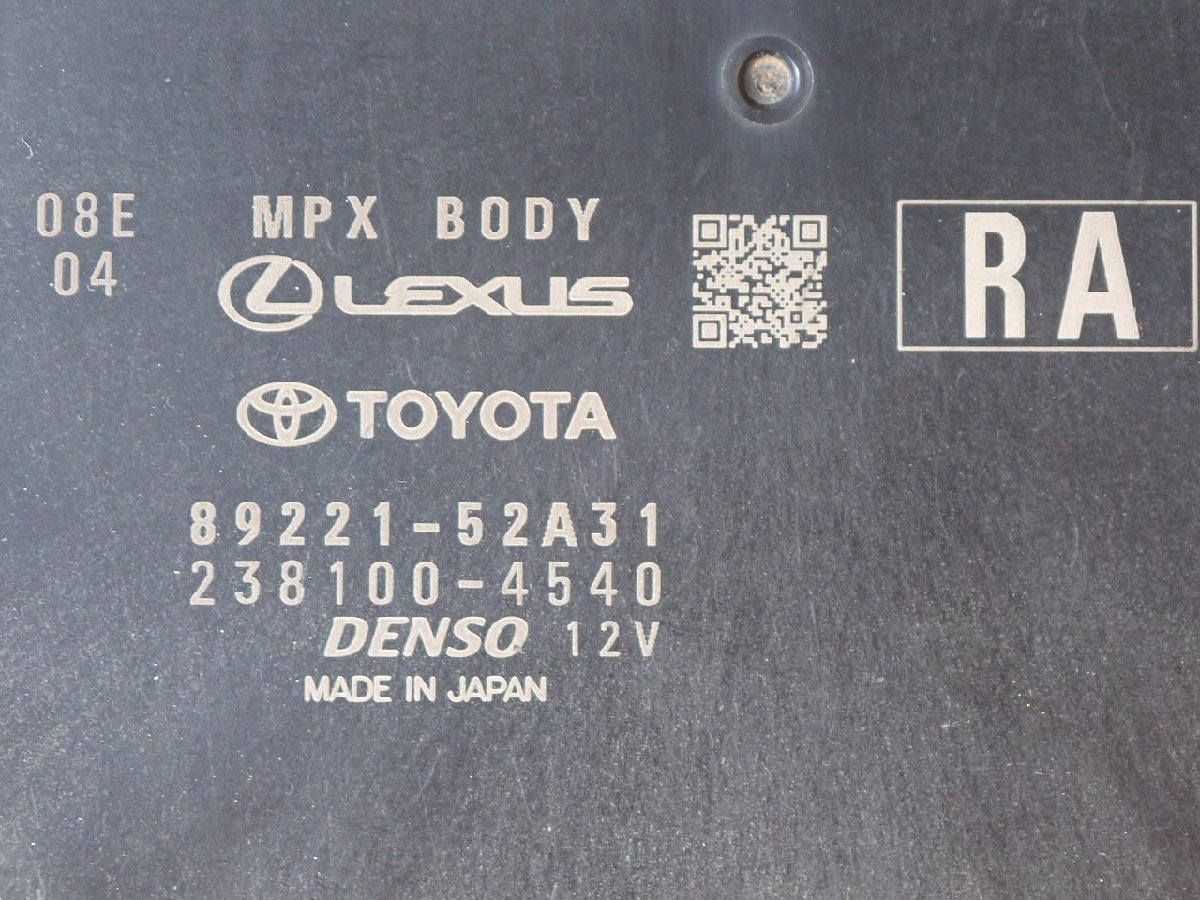 08E
04
MPX BODY
LEXUS
RA
TOYOTA
89221-52A31
238100-4540
DENSO 12V
MADE IN JAPAN